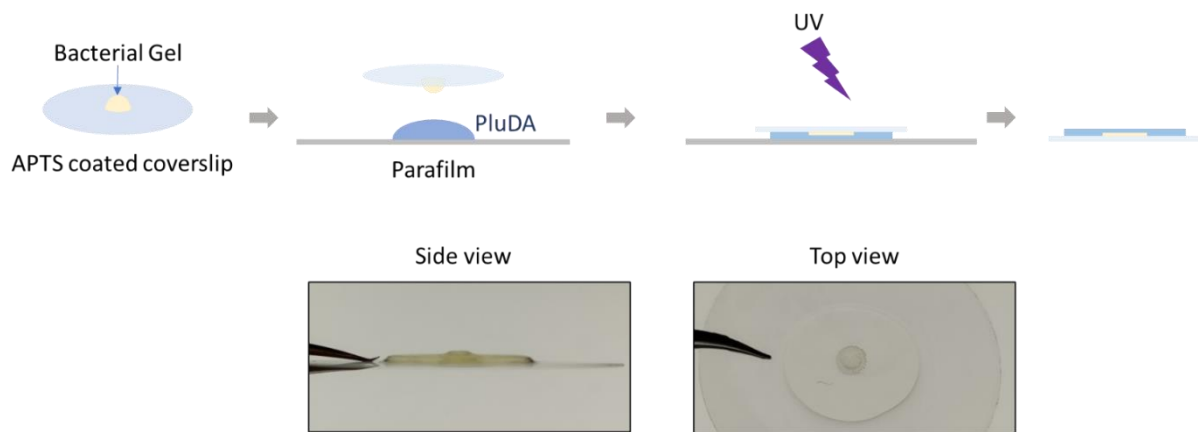 UV
Bacterial Gel
PluDA
APTS coated coverslip
Parafilm
Side view
Top view